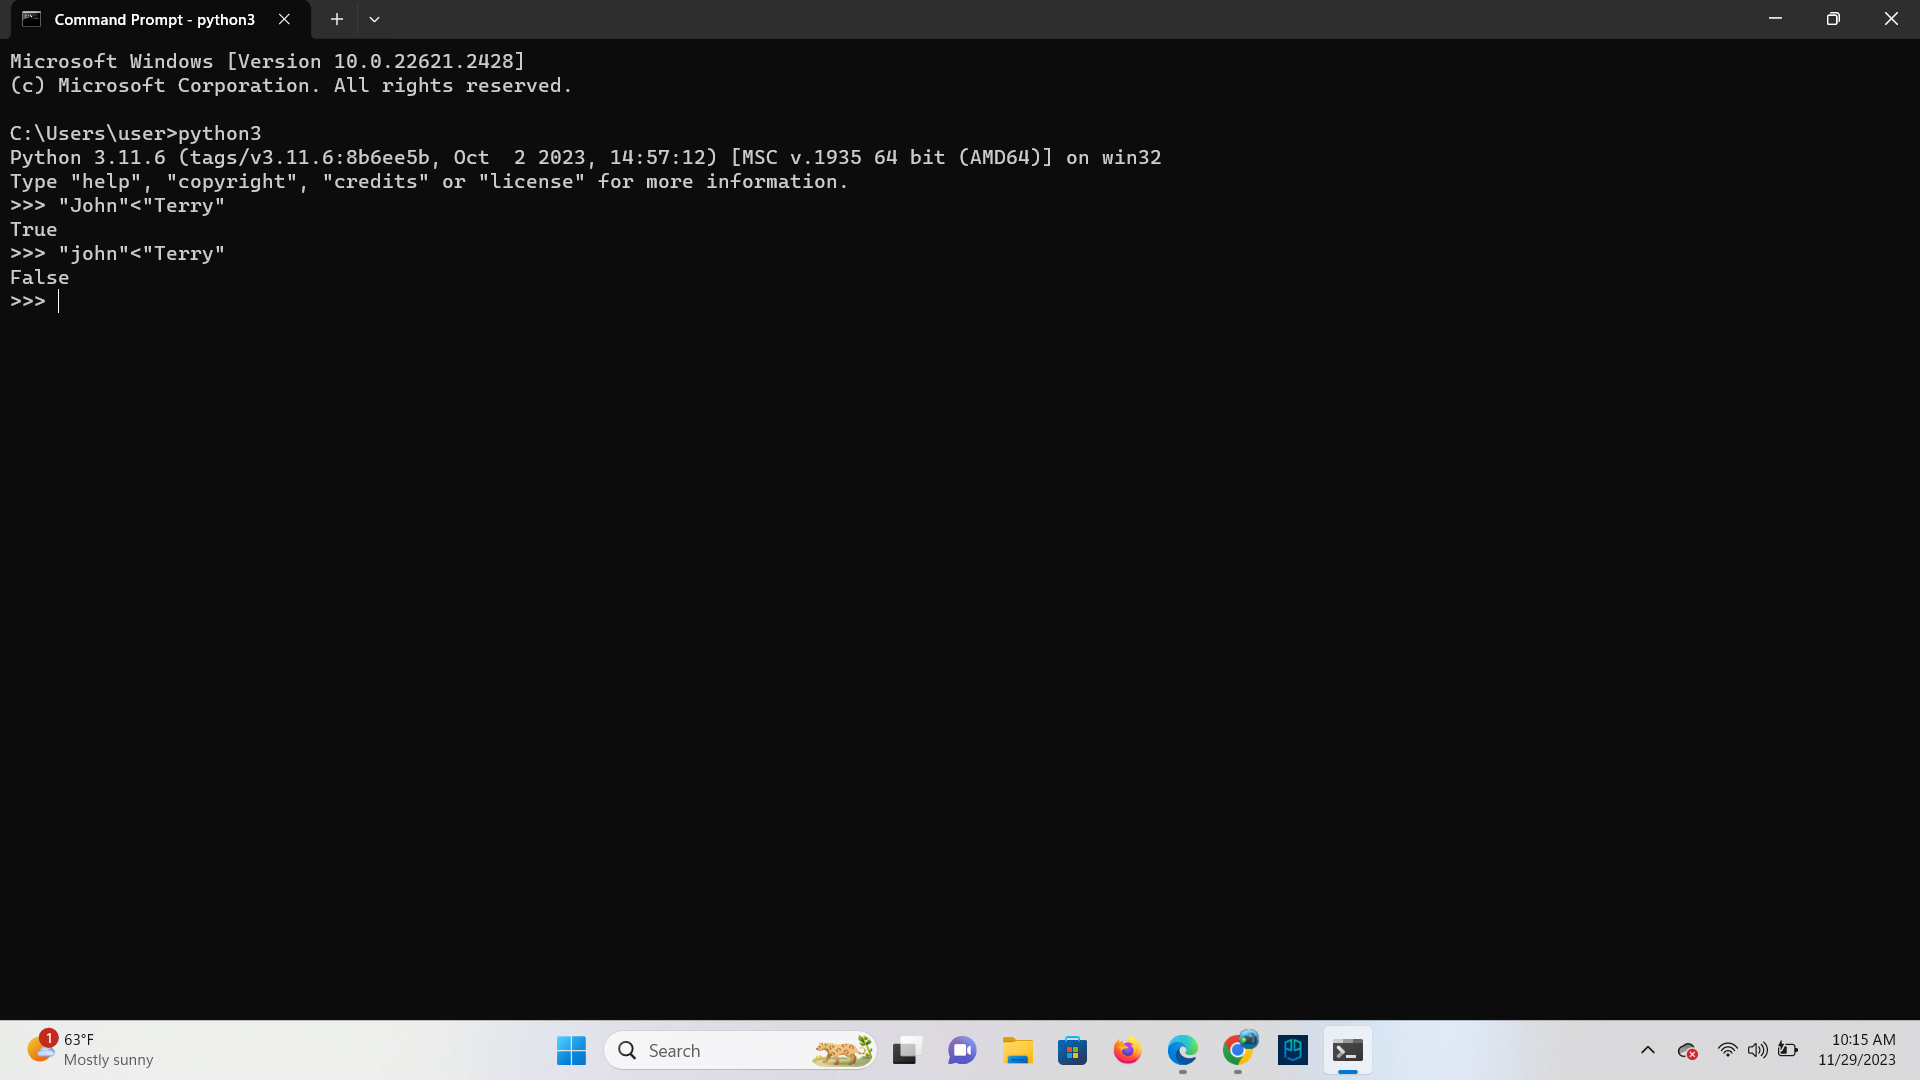 Command Prompt - python3
Microsoft Windows [Version 10.0.22621.2428]
(c) Microsoft Corporation. All rights reserved.
C:\Users\user>python3
Python 3.11.6 (tags/v3.11.6:8b6ee5b, Oct  2 2023, 14:57:12) [MSC v.1935 64 bit (AMD64)] on win32
Type "help", "copyright", "credits" or "license" for more information.
>>> "John"<"Terry"
True
>>> "john"<"Terry"
False
>>>
1
63°F
Mostly sunny
Search
10:15 AM
11/29/2023